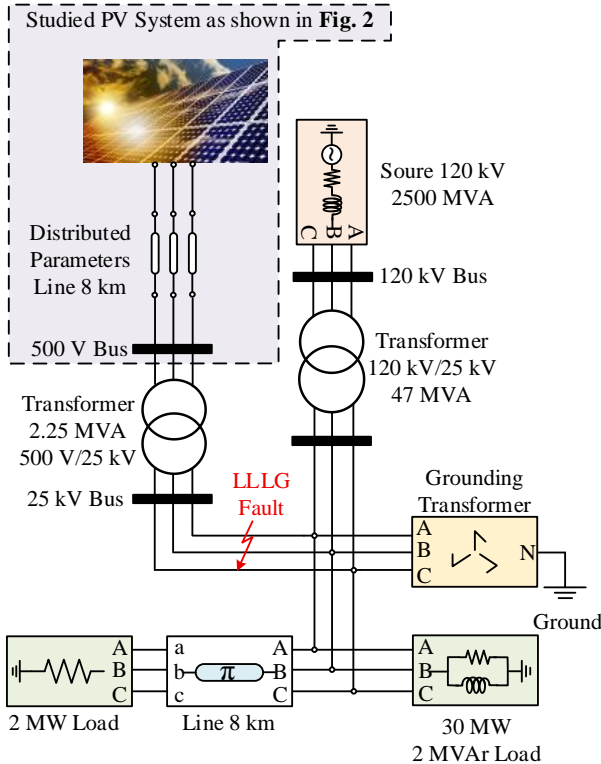 Studied PV System as shown in Fig. 2
Distributed
Parameters
Line 8 km
500 V Bus
Transformer
2.25 MVA
500 V/25 kV
25 kV Bus
Soure 120 kV
2500 MVA
C B A
120 kV Bus
Transformer
120 kV/25 kV
47 MVA
LLLG
Fault
Grounding
Transformer
A
B
C
N
Ground
A
B
C
2 MW Load
a
b
c
π
A
B
C
Line 8 km
A
B
C
30 MW
2 MVAr Load